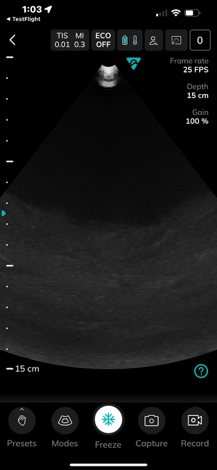 1:03
TestFlight
TIS MI
0.01 0.3
ECO
OFF
0
Frame rate
25 FPS
Depth
15 cm
Gain
100 %
15 cm
?
Presets
Modes
Freeze
Capture
Record